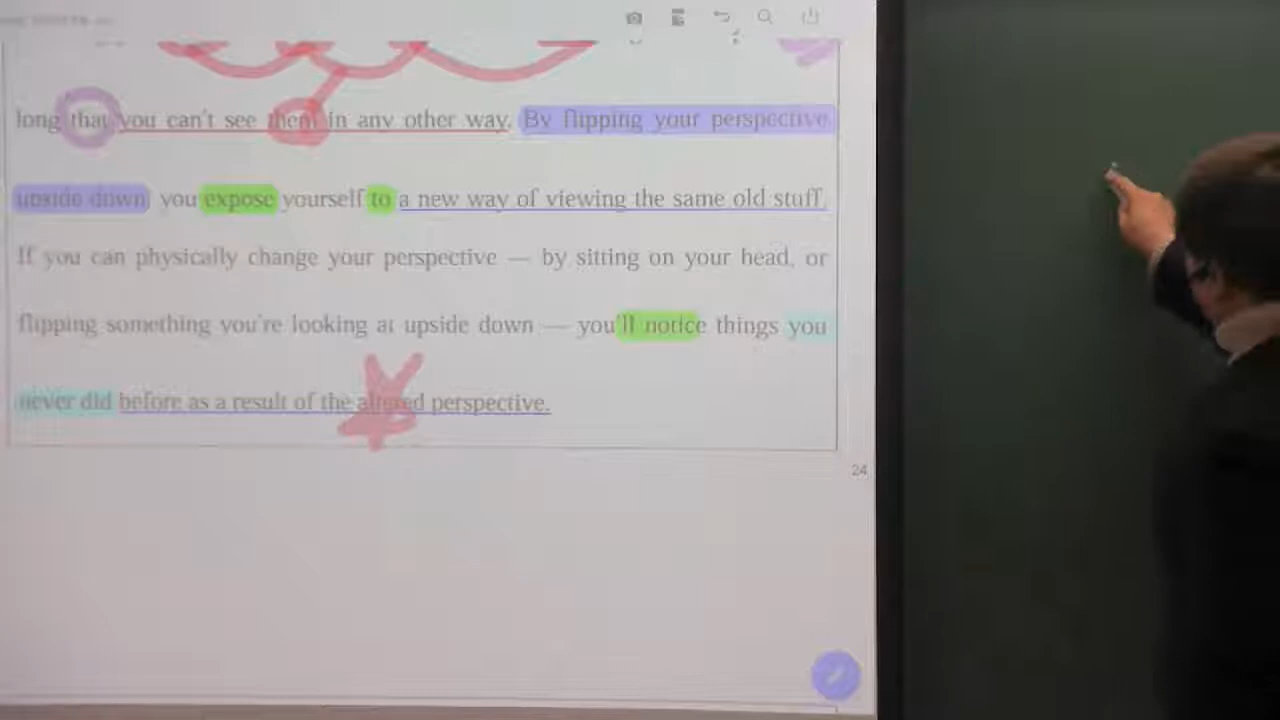 long that you can't see them in any other way. By flipping your perspective
upside down you expose yourself to a new way of viewing the same old stuff.
If you can physically change your perspective — by sitting on your head, or
flipping something you're looking at upside down — you'll notice things you
never did before as a result of the altered perspective.
24